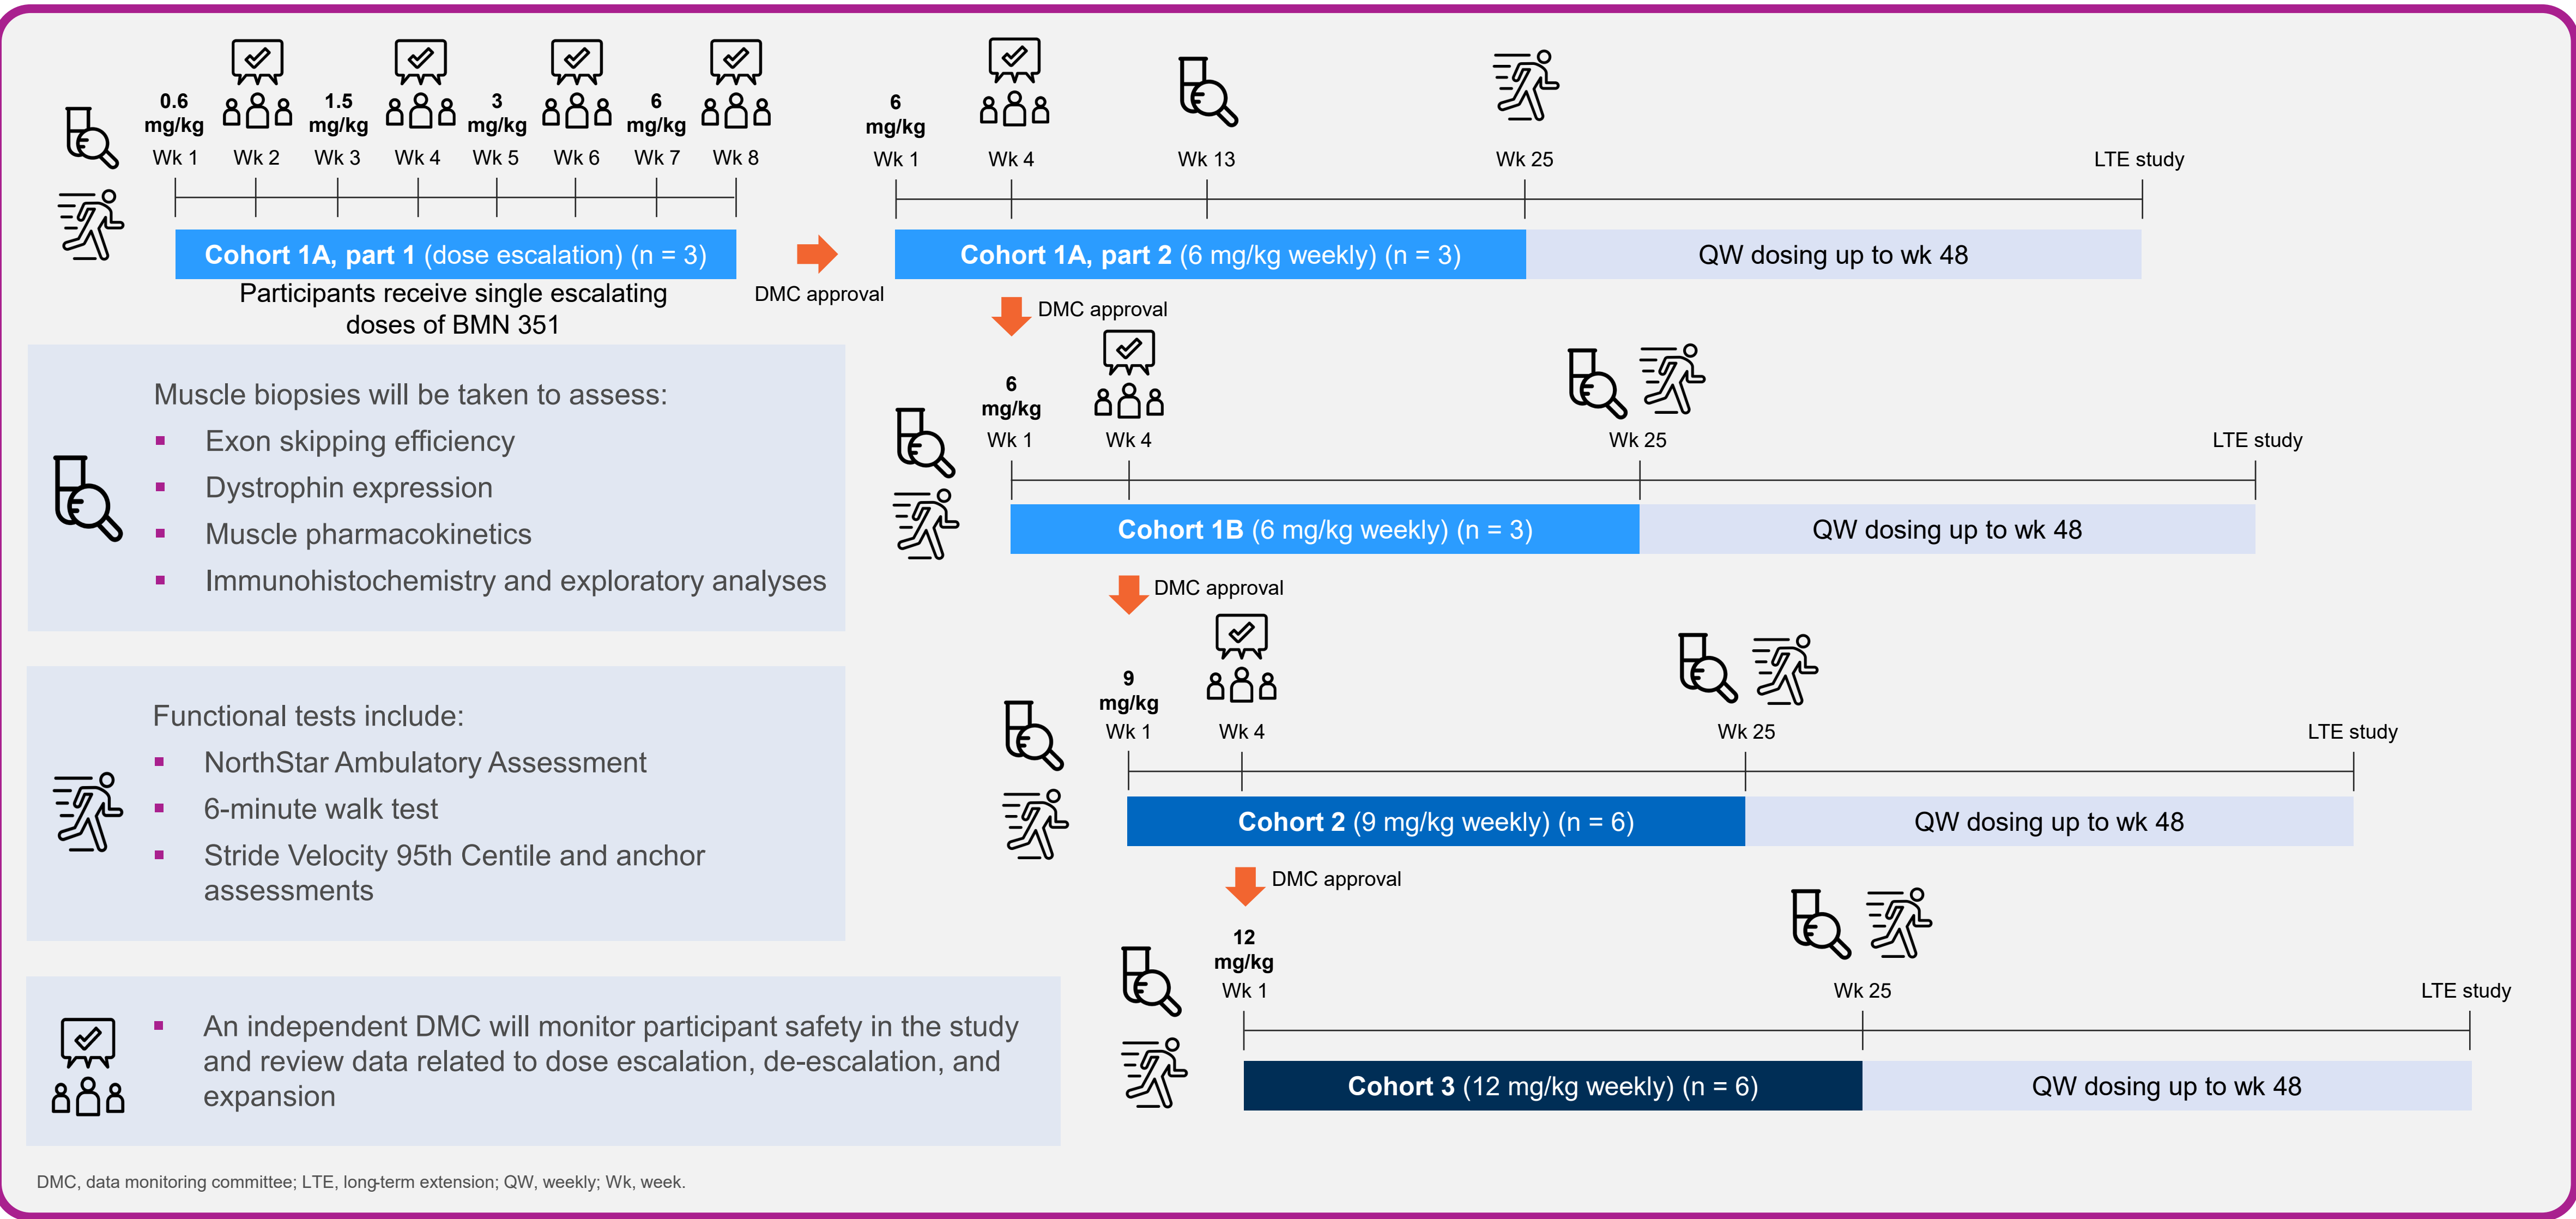 0.6
mg/kg
Wk 1
Wk 2
1.5
mg/kg
Wk 3
Wk 4
3
mg/kg
Wk 5
Wk 6
6
mg/kg
Wk 7
Wk 8
Cohort 1A, part 1 (dose escalation) (n = 3)
Participants receive single escalating
doses of BMN 351
DMC approval
6
mg/kg
Wk 1
Wk 4
Wk 13
Wk 25
LTE study
Cohort 1A, part 2 (6 mg/kg weekly) (n = 3)
QW dosing up to wk 48
DMC approval
6
mg/kg
Wk 1
Wk 4
Wk 25
LTE study
Cohort 1B (6 mg/kg weekly) (n = 3)
QW dosing up to wk 48
DMC approval
9
mg/kg
Wk 1
Wk 4
Wk 25
LTE study
Cohort 2 (9 mg/kg weekly) (n = 6)
QW dosing up to wk 48
DMC approval
12
mg/kg
Wk 1
Wk 25
LTE study
Cohort 3 (12 mg/kg weekly) (n = 6)
QW dosing up to wk 48
Muscle biopsies will be taken to assess:
▪ Exon skipping efficiency
▪ Dystrophin expression
▪ Muscle pharmacokinetics
▪ Immunohistochemistry and exploratory analyses
Functional tests include:
▪ NorthStar Ambulatory Assessment
▪ 6-minute walk test
▪ Stride Velocity 95th Centile and anchor
assessments
▪ An independent DMC will monitor participant safety in the study
and review data related to dose escalation, de-escalation, and
expansion
DMC, data monitoring committee; LTE, long-term extension; QW, weekly; Wk, week.